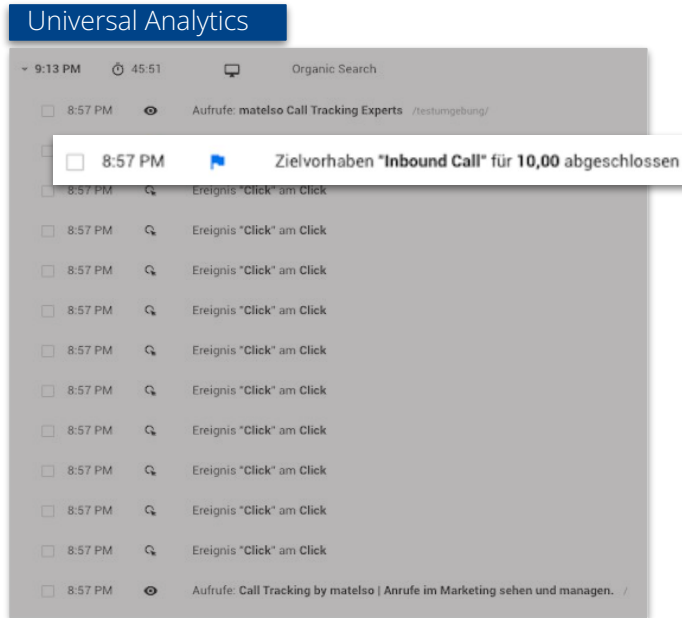 Universal Analytics
9:13 PM 45:51 Organic Search
8:57 PM Aufrufe: matelso Call Tracking Experts /testumgebung/
8:57 PM Zielvorhaben "Inbound Call" für 10,00 abgeschlossen
8:57 PM Ereignis "Click" am Click
8:57 PM Ereignis "Click" am Click
8:57 PM Ereignis "Click" am Click
8:57 PM Ereignis "Click" am Click
8:57 PM Ereignis "Click" am Click
8:57 PM Ereignis "Click" am Click
8:57 PM Ereignis "Click" am Click
8:57 PM Ereignis "Click" am Click
8:57 PM Ereignis "Click" am Click
8:57 PM Ereignis "Click" am Click
8:57 PM Aufrufe: Call Tracking by matelso | Anrufe im Marketing sehen und managen. /